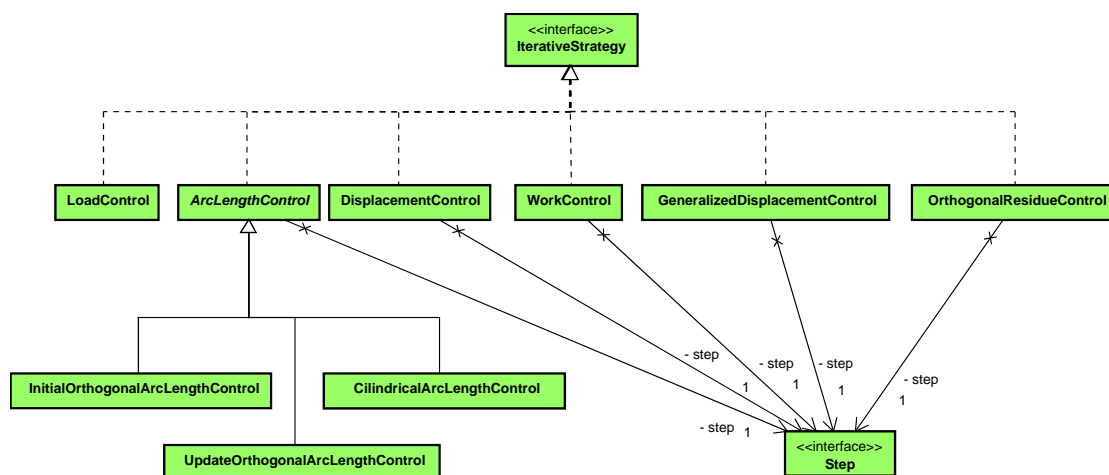 <<interface>>
IterativeStrategy
LoadControl
ArcLengthControl
DisplacementControl
WorkControl
GeneralizedDisplacementControl
OrthogonalResidueControl
- step
1
- step
1
- step
1
- step
1
- step
1
InitialOrthogonalArcLengthControl
CilindricalArcLengthControl
UpdateOrthogonalArcLengthControl
<<interface>>
Step